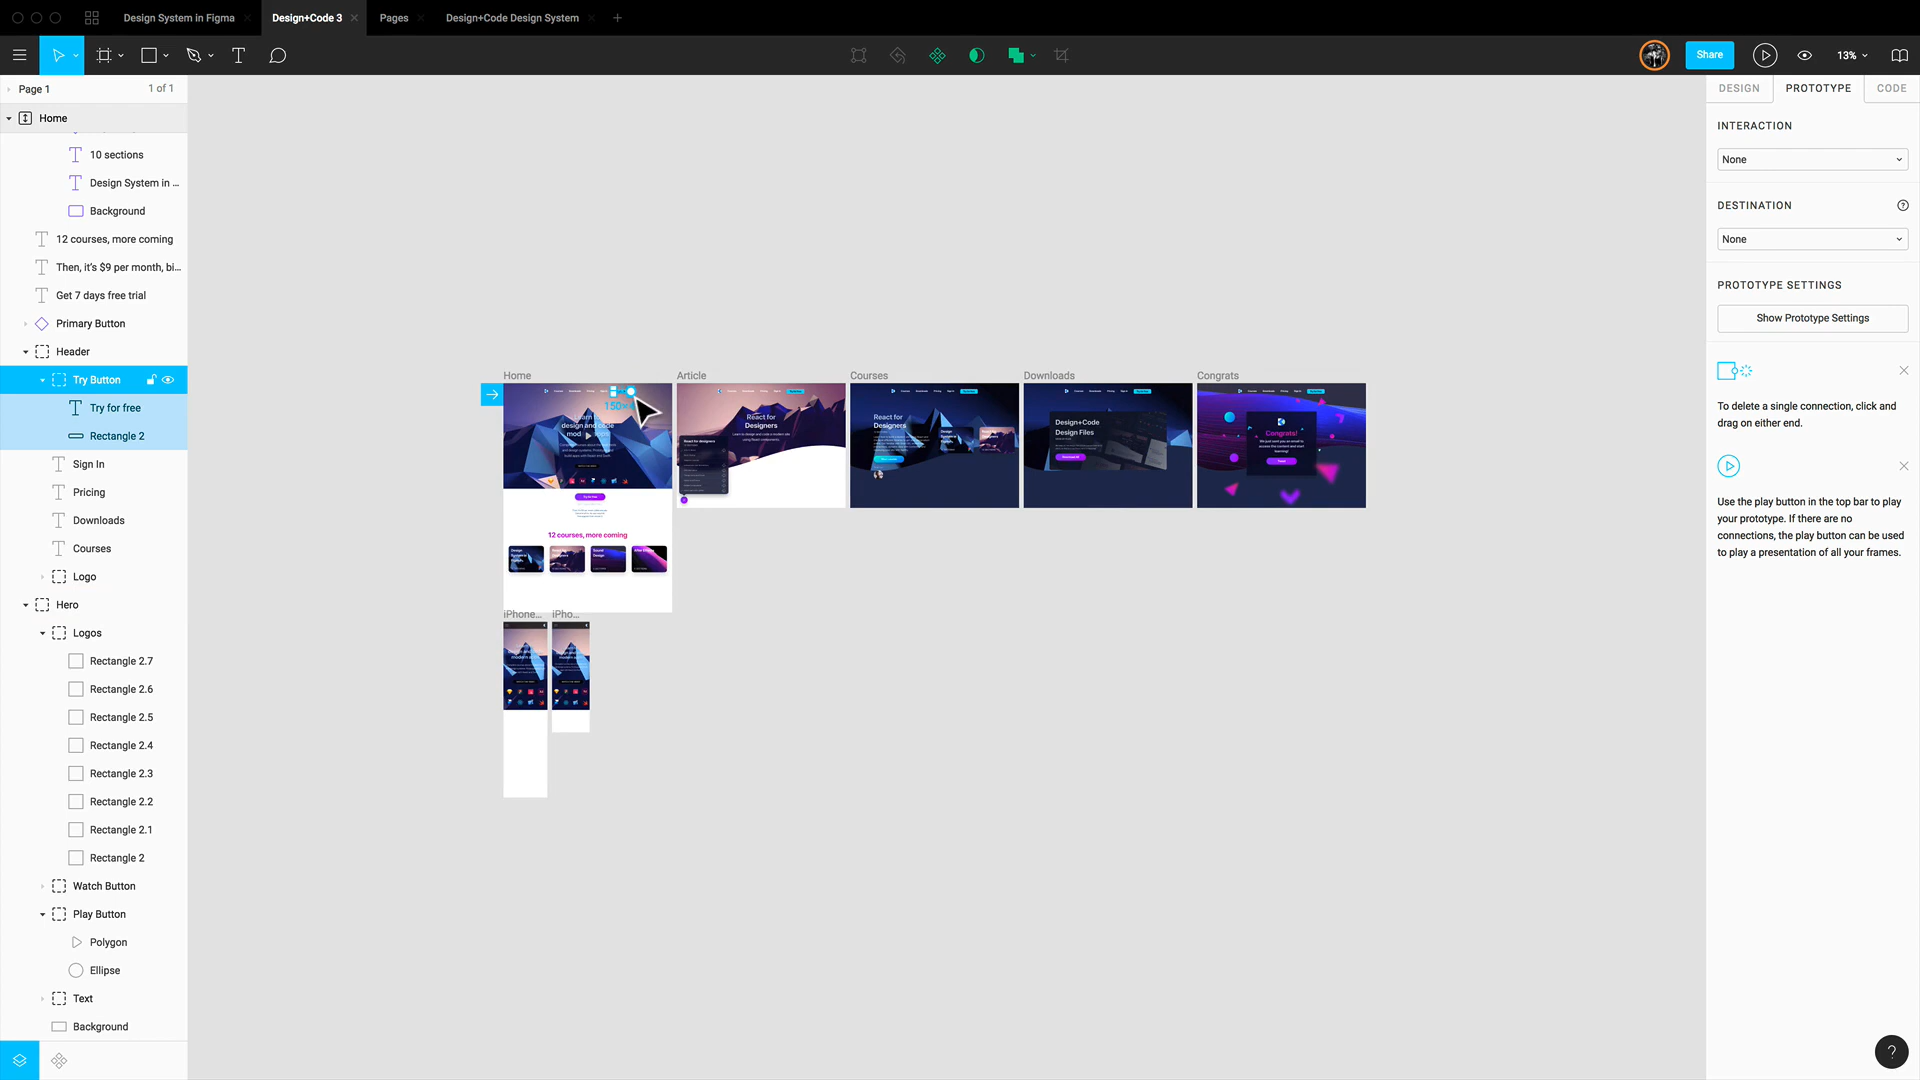 Design System in Figma
Design+Code 3
Pages
Design+Code Design System
Share
13%
Page 1
1 of 1
Home
10 sections
Design System in ...
Background
12 courses, more coming
Then, it's $9 per month, bi...
Get 7 days free trial
Primary Button
Header
Try Button
Try for free
Rectangle 2
Sign In
Pricing
Downloads
Courses
Logo
Hero
Logos
Rectangle 2.7
Rectangle 2.6
Rectangle 2.5
Rectangle 2.4
Rectangle 2.3
Rectangle 2.2
Rectangle 2.1
Rectangle 2
Watch Button
Play Button
Polygon
Ellipse
Text
Background
Home
Article
Courses
Downloads
Congrats
Learn
design and code
React for
Designers
React for
Designers
Design+Code
Design Files
Congrats!
12 courses, more coming
iPhone...
iPho...
DESIGN
PROTOTYPE
CODE
INTERACTION
None
DESTINATION
None
PROTOTYPE SETTINGS
Show Prototype Settings
To delete a single connection, click and
drag on either end.
Use the play button in the top bar to play
your prototype. If there are no
connections, the play button can be used
to play a presentation of all your frames.
?